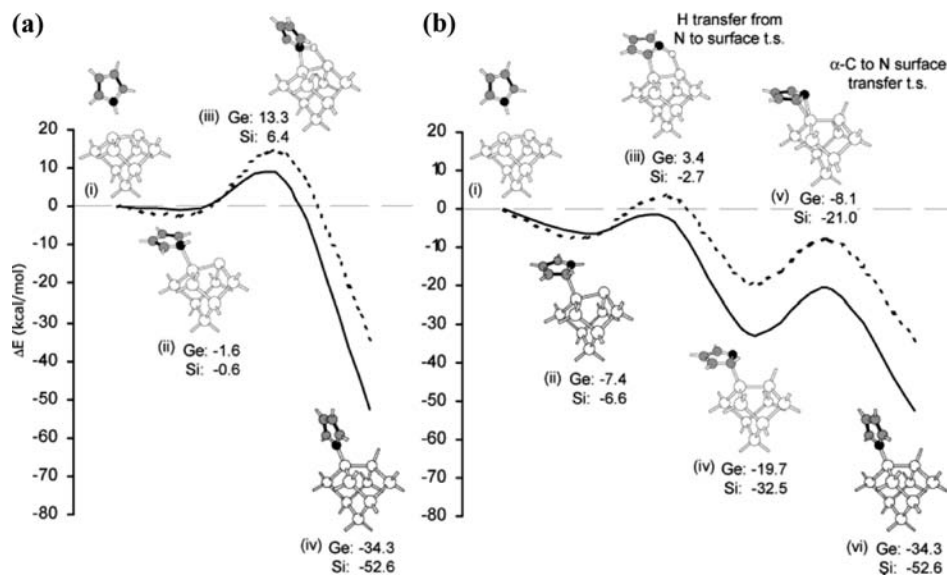 (a)
ΔE (kcal/mol)
20
10
0
-10
-20
-30
-40
-50
-60
-70
-80
(i)
(ii) Ge: -1.6
Si: -0.6
(iii) Ge: 13.3
Si: 6.4
(iv) Ge: -34.3
Si: -52.6
(b)
H transfer from
N to surface t.s.
α-C to N surface
transfer t.s.
20
10
0
-10
-20
-30
-40
-50
-60
-70
-80
(i)
(ii) Ge: -7.4
Si: -6.6
(iii) Ge: 3.4
Si: -2.7
(iv) Ge: -19.7
Si: -32.5
(v) Ge: -8.1
Si: -21.0
(vi) Ge: -34.3
Si: -52.6